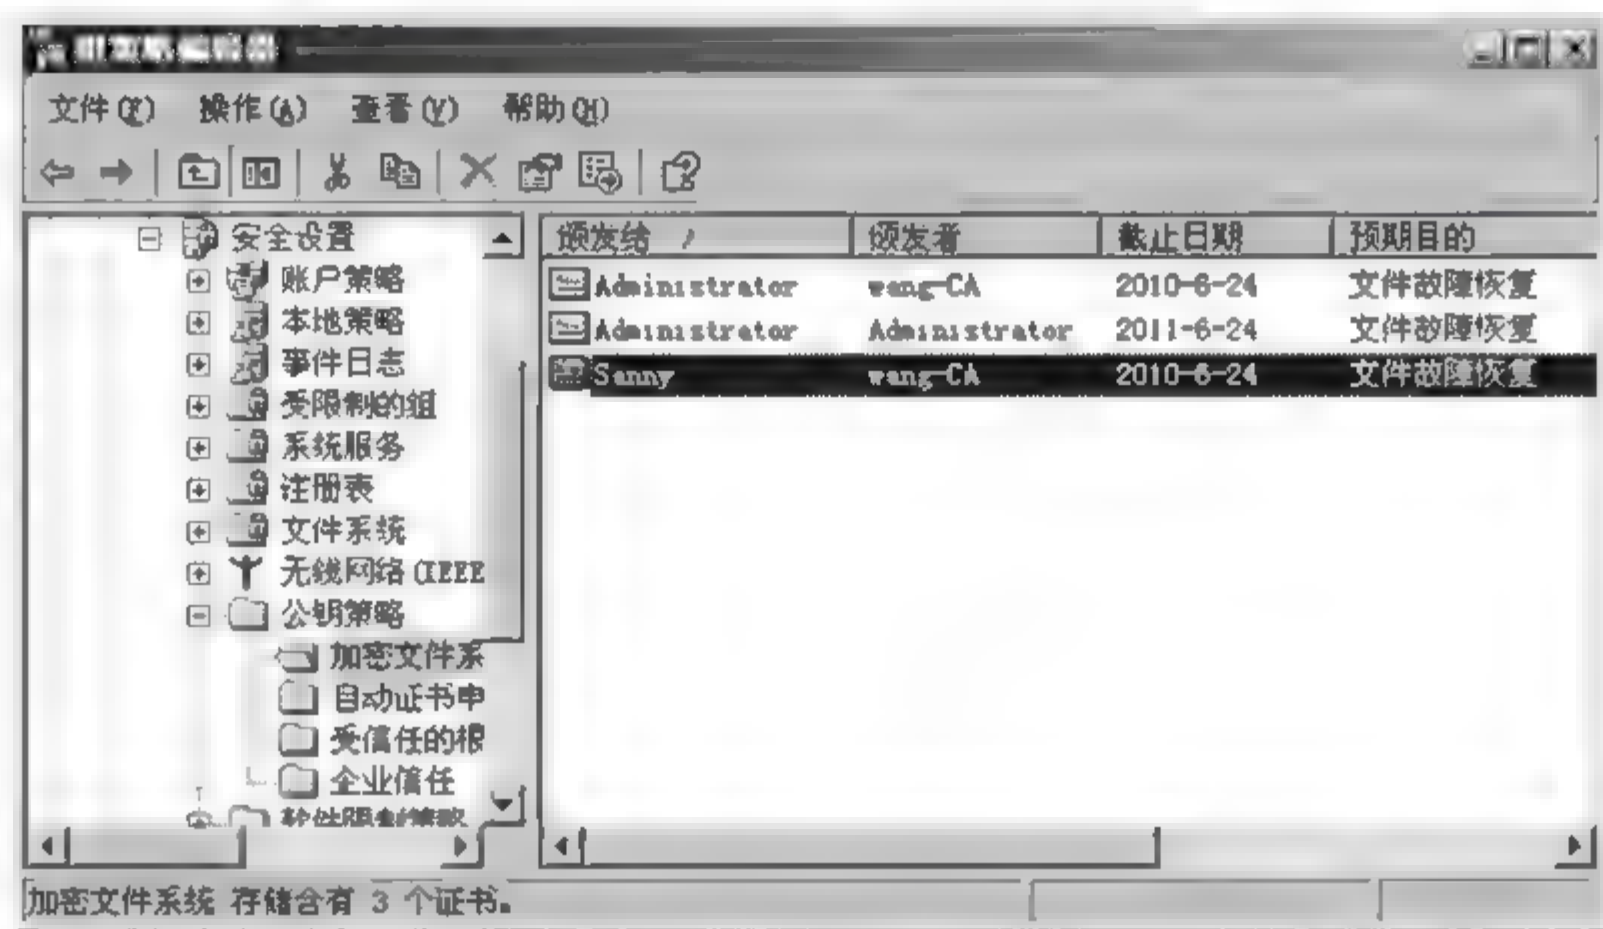 文件(F) 操作(A) 查看(V) 帮助(H)
安全设置
账户策略
本地策略
事件日志
受限制的组
系统服务
注册表
文件系统
无线网络(IEEE
公钥策略
加密文件系
自动证书申
受信任的根
企业信任
软件限制策略
颁发给 颁发者 截止日期 预期目的
Administrator wang-CA 2010-6-24 文件故障恢复
Administrator Administrator 2011-6-24 文件故障恢复
Sanny wang-CA 2010-6-24 文件故障恢复
加密文件系统 存储含有 3 个证书。